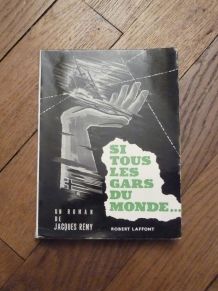 SI
TOUS
LES
GARS
DU
MONDE...
UN ROMAN
DE
JACQUES RÉMY
ROBERT LAFFONT